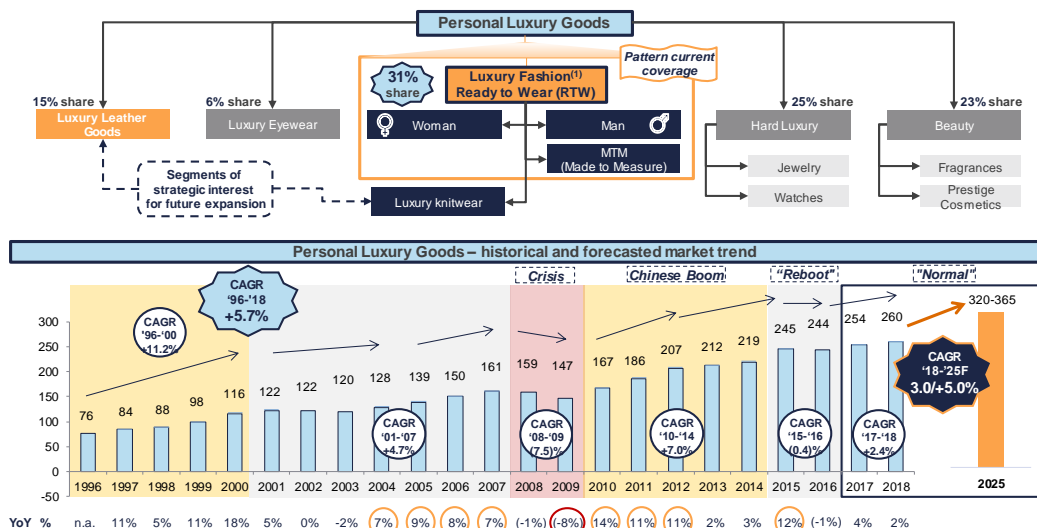 Personal Luxury Goods
Pattern current
coverage
31%
share
Luxury Fashion(1)
Ready to Wear (RTW)
15% share
Luxury Leather
Goods
6% share
Luxury Eyewear
Woman
Man
MTM
(Made to Measure)
Luxury knitwear
Segments of
strategic interest
for future expansion
25% share
Hard Luxury
Jewelry
Watches
23% share
Beauty
Fragrances
Prestige
Cosmetics
Personal Luxury Goods – historical and forecasted market trend
Crisis
Chinese Boom
"Reboot"
"Normal"
CAGR
'96-'18
+5.7%
CAGR
'96-'00
+11.2%
CAGR
'01-'07
+4.7%
CAGR
'08-'09
(7.5)%
CAGR
'10-'14
+7.0%
CAGR
'15-'16
(0.4)%
CAGR
'17-'18
+2.4%
CAGR
'18-'25F
3.0/+5.0%
320-365
300
250
200
150
100
50
0
-50
76 84 88 98 116 122 122 120 128 139 150 161 159 147 167 186 207 212 219 245 244 254 260
1996 1997 1998 1999 2000 2001 2002 2003 2004 2005 2006 2007 2008 2009 2010 2011 2012 2013 2014 2015 2016 2017 2018 2025
YoY % n.a. 11% 5% 11% 18% 5% 0% -2% 7% 9% 8% 7% (-1%) (-8%) 14% 11% 11% 2% 3% 12% (-1%) 4% 2%